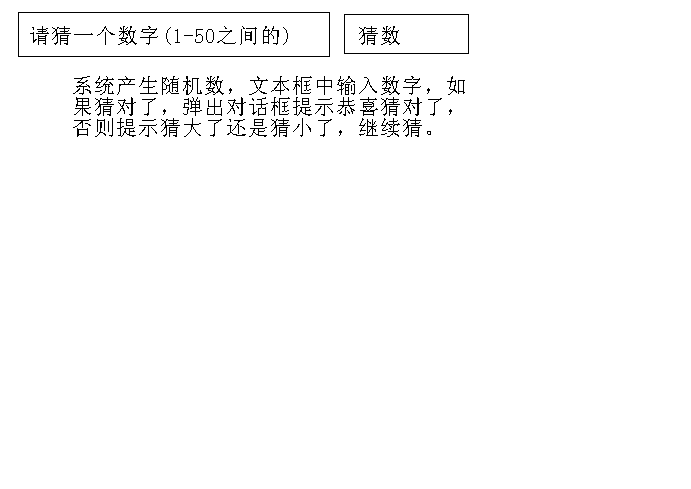 请猜一个数字(1-50之间的)
猜数
系统产生随机数，文本框中输入数字，如
果猜对了，弹出对话框提示恭喜猜对了，
否则提示猜大了还是猜小了，继续猜。